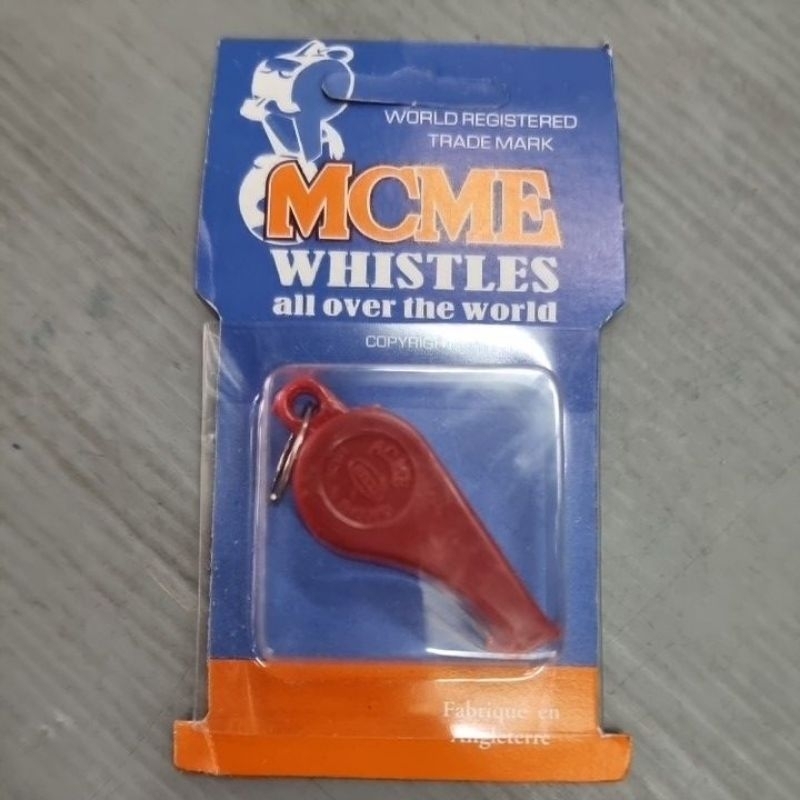 WORLD REGISTERED
TRADE MARK
MCME
WHISTLES
all over the world
Fabrique en
Angleterre